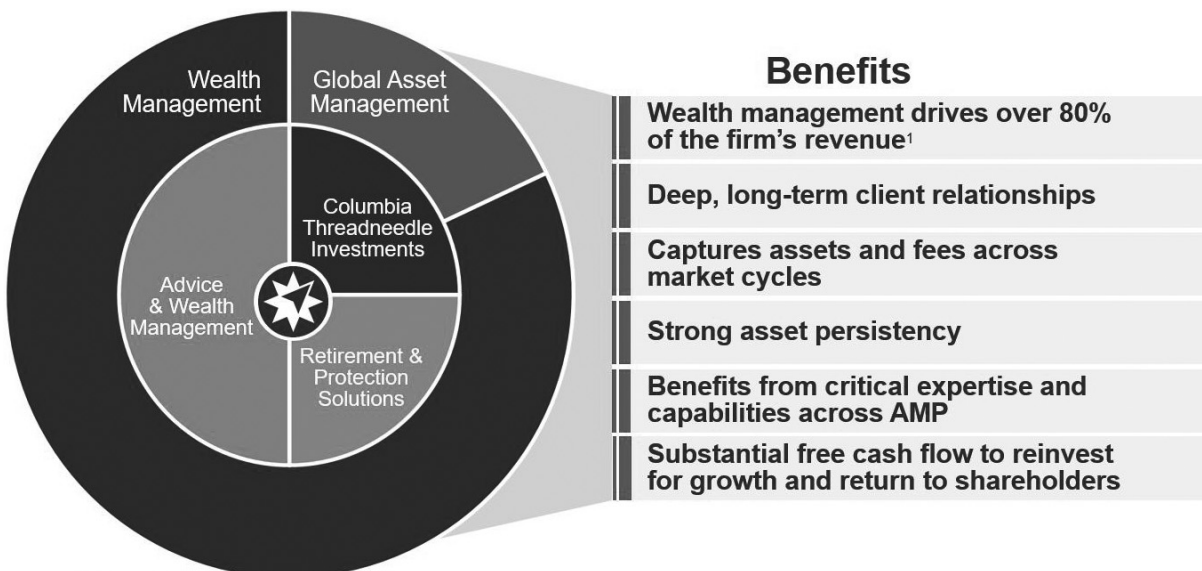 Wealth
Management
Global Asset
Management
Columbia
Threadneedle
Investments
Advice
& Wealth
Management
Retirement &
Protection
Solutions
Benefits
Wealth management drives over 80%
of the firm's revenue¹
Deep, long-term client relationships
Captures assets and fees across
market cycles
Strong asset persistency
Benefits from critical expertise and
capabilities across AMP
Substantial free cash flow to reinvest
for growth and return to shareholders